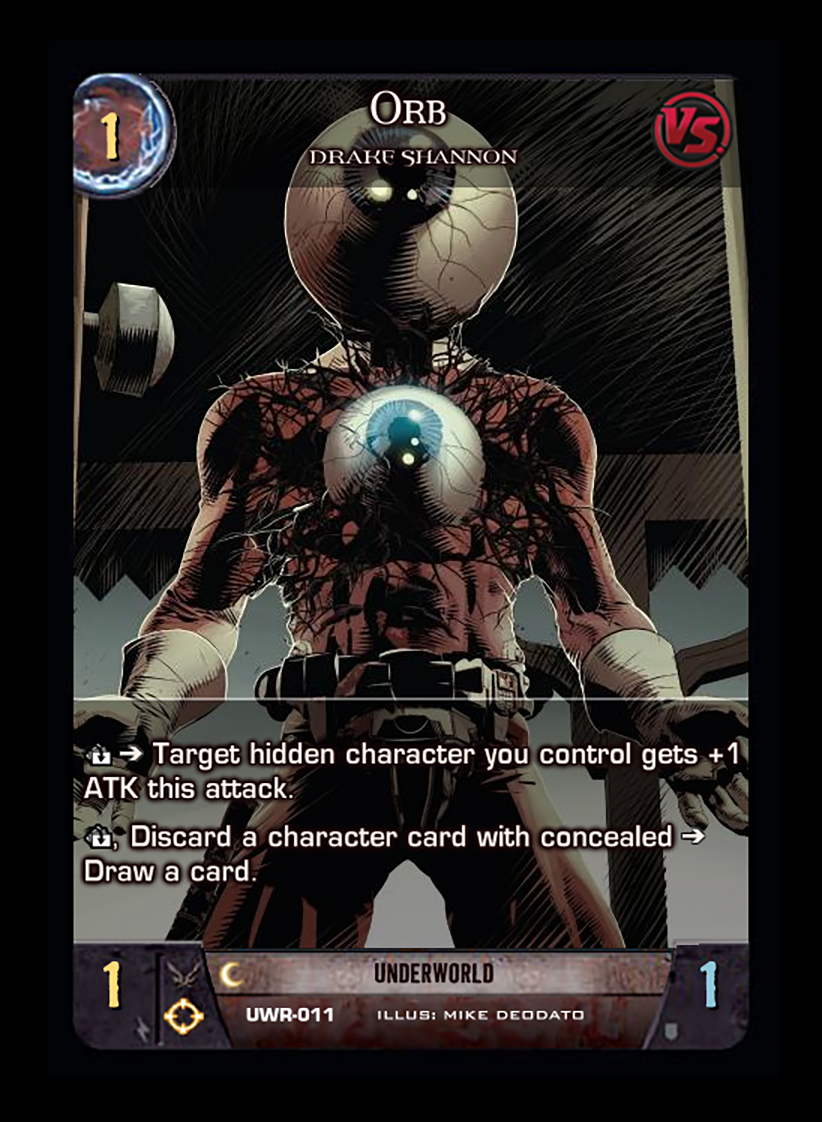 1
Orb
DRAKE SHANNON
VS.
→ Target hidden character you control gets +1
ATK this attack.
, Discard a character card with concealed →
Draw a card.
1
UNDERWORLD
1
UWR-011 ILLUS: MIKE DEODATO